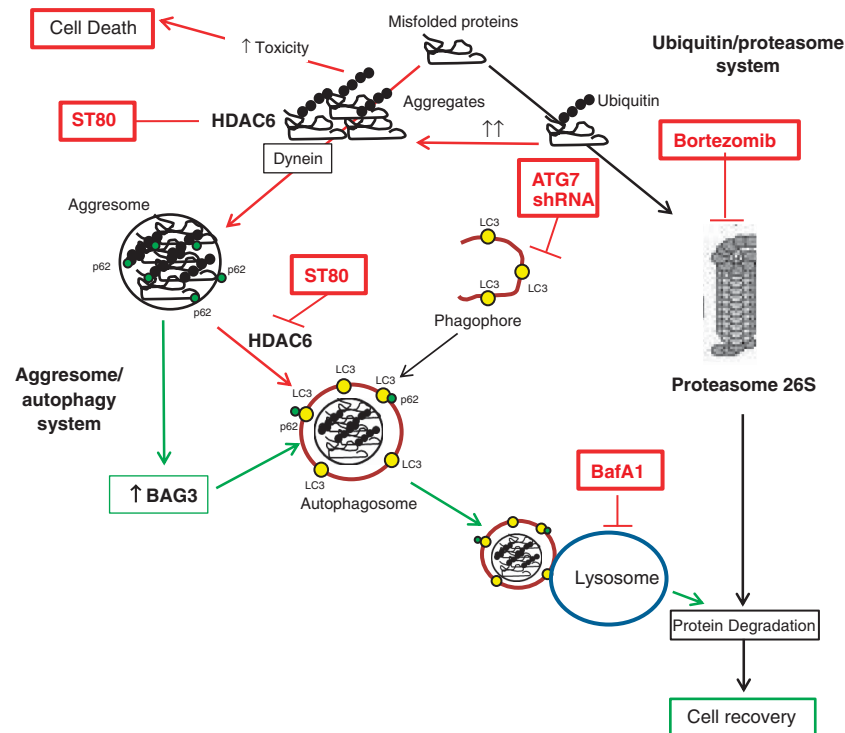 Cell Death
↑ Toxicity
Misfolded proteins
Ubiquitin/proteasome
system
Aggregates
Ubiquitin
ST80
HDAC6
↑↑
Bortezomib
Dynein
ATG7
shRNA
Aggresome
LC3
p62
p62
p62
LC3
LC3
ST80
Phagophore
HDAC6
Aggresome/
autophagy
system
LC3
LC3
LC3
p62
p62
Proteasome 26S
LC3
LC3
↑ BAG3
Autophagosome
BafA1
Lysosome
Protein Degradation
Cell recovery